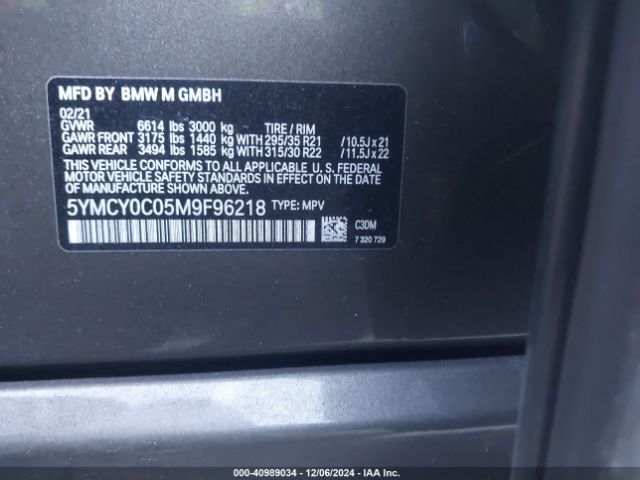 MFD BY BMW M GMBH
02/21
GVWR 6614 lbs 3000 kg TIRE / RIM
GAWR FRONT 3175 lbs 1440 kg WITH 295/35 R21 /10.5J x 21
GAWR REAR 3494 lbs 1585 kg WITH 315/30 R22 /11.5J x 22
THIS VEHICLE CONFORMS TO ALL APPLICABLE U. S. FEDERAL
MOTOR VEHICLE SAFETY STANDARDS IN EFFECT ON THE DATE OF MANUFACTURE SHOWN ABOVE.
5YMCY0C05M9F96218 TYPE: MPV
C3DM
7 320 729
000-40989034 / 12/06/2024 / IAA Inc.